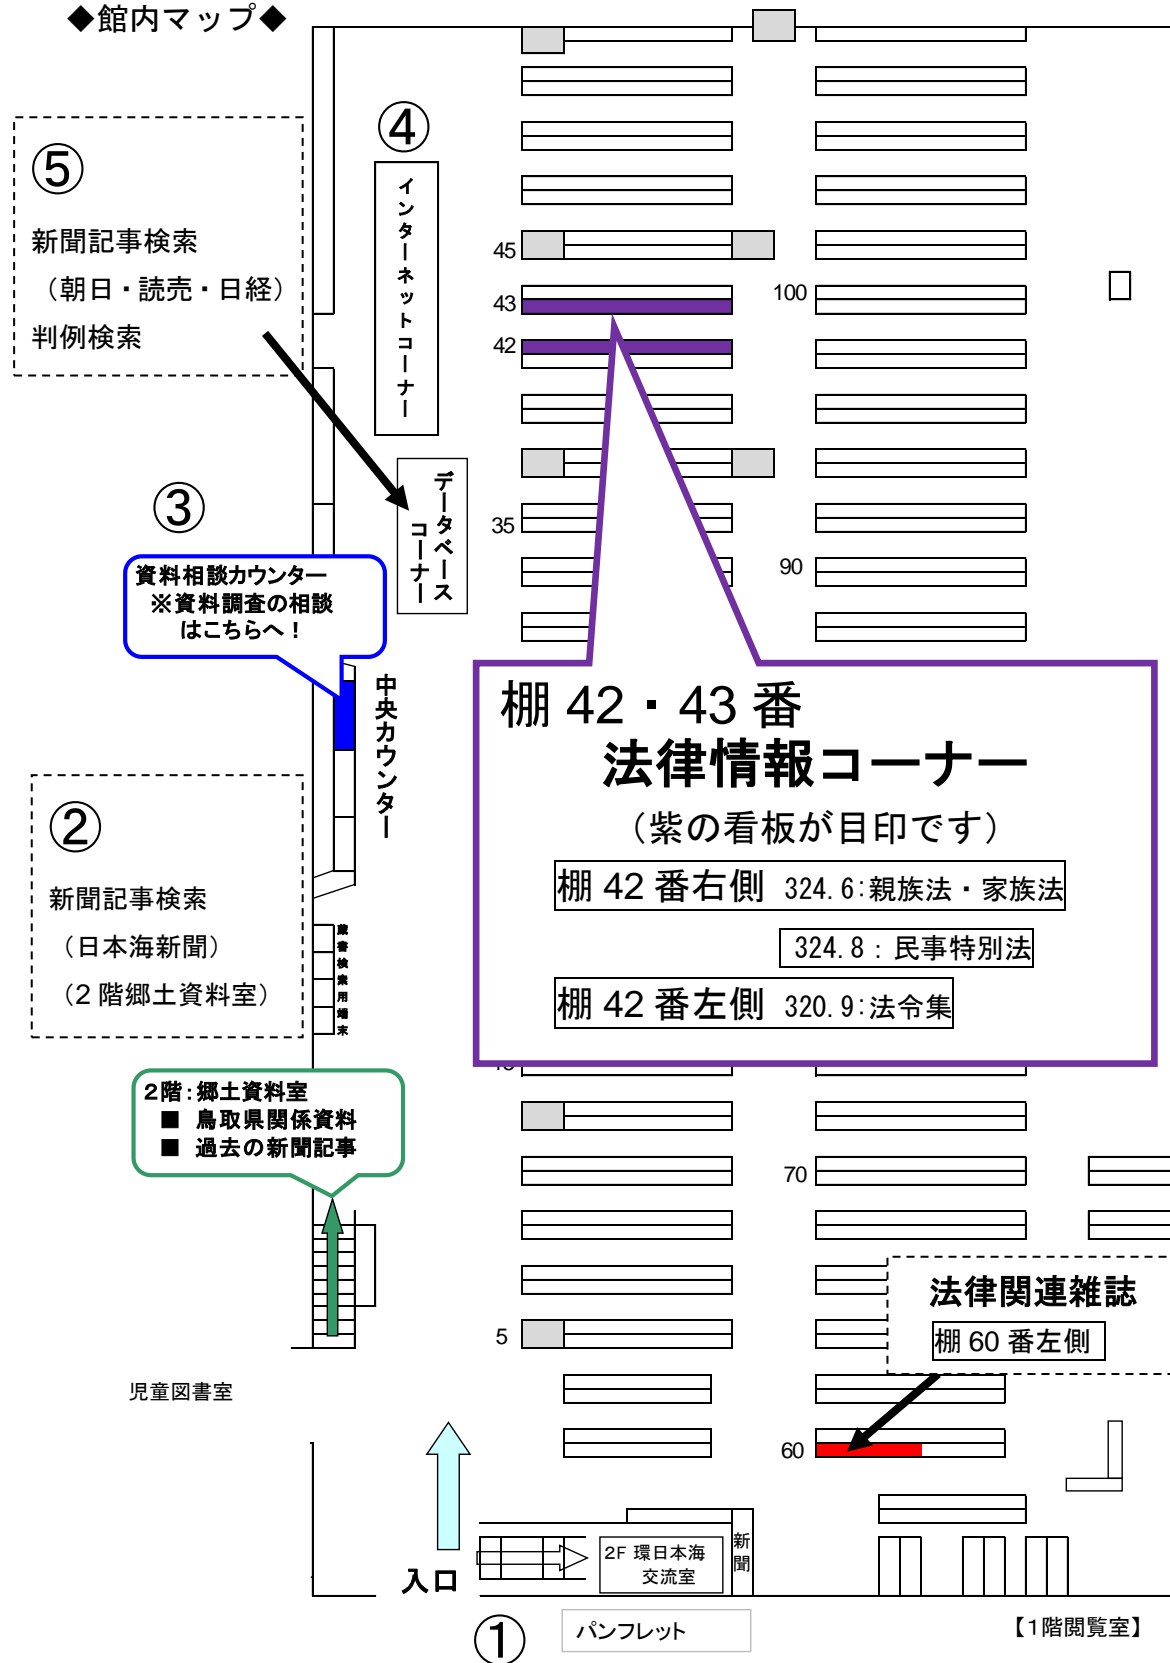 ◆館内マップ◆
⑤
新聞記事検索
（朝日・読売・日経）
判例検索
④
インターネットコーナー
45
43
42
100
③
データベース
コーナー
35
90
資料相談カウンター
※資料調査の相談
はこちらへ！
中央カウンター
棚 42・43 番
法律情報コーナー
（紫の看板が目印です）
棚 42 番右側 324.6:親族法・家族法
324.8：民事特別法
棚 42 番左側 320.9:法令集
②
新聞記事検索
（日本海新聞）
（2 階郷土資料室）
蔵書検索用端末
2階:郷土資料室
■ 鳥取県関係資料
■ 過去の新聞記事
70
法律関連雑誌
棚 60 番左側
5
児童図書室
60
入口
2F 環日本海
交流室
新聞
①
パンフレット
【1階閲覧室】